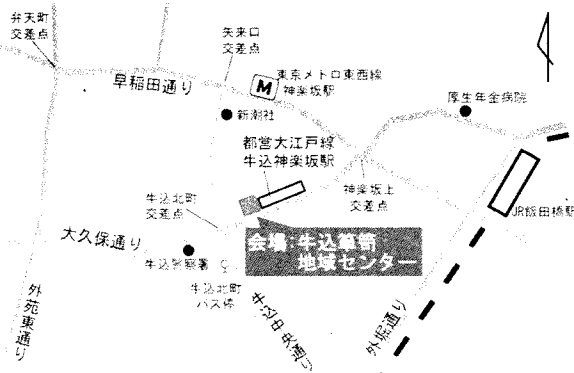 弁天町
交差点
矢来口
交差点
早稲田通り
M
東京メトロ東西線
神楽坂駅
新潮社
厚生年金病院
都営大江戸線
牛込神楽坂駅
神楽坂上
交差点
JR飯田橋駅
牛込北町
交差点
大久保通り
会場:牛込箪笥
地域センター
牛込警察署
牛込北町
バス停
外苑東通り
牛込中央通り
外堀通り